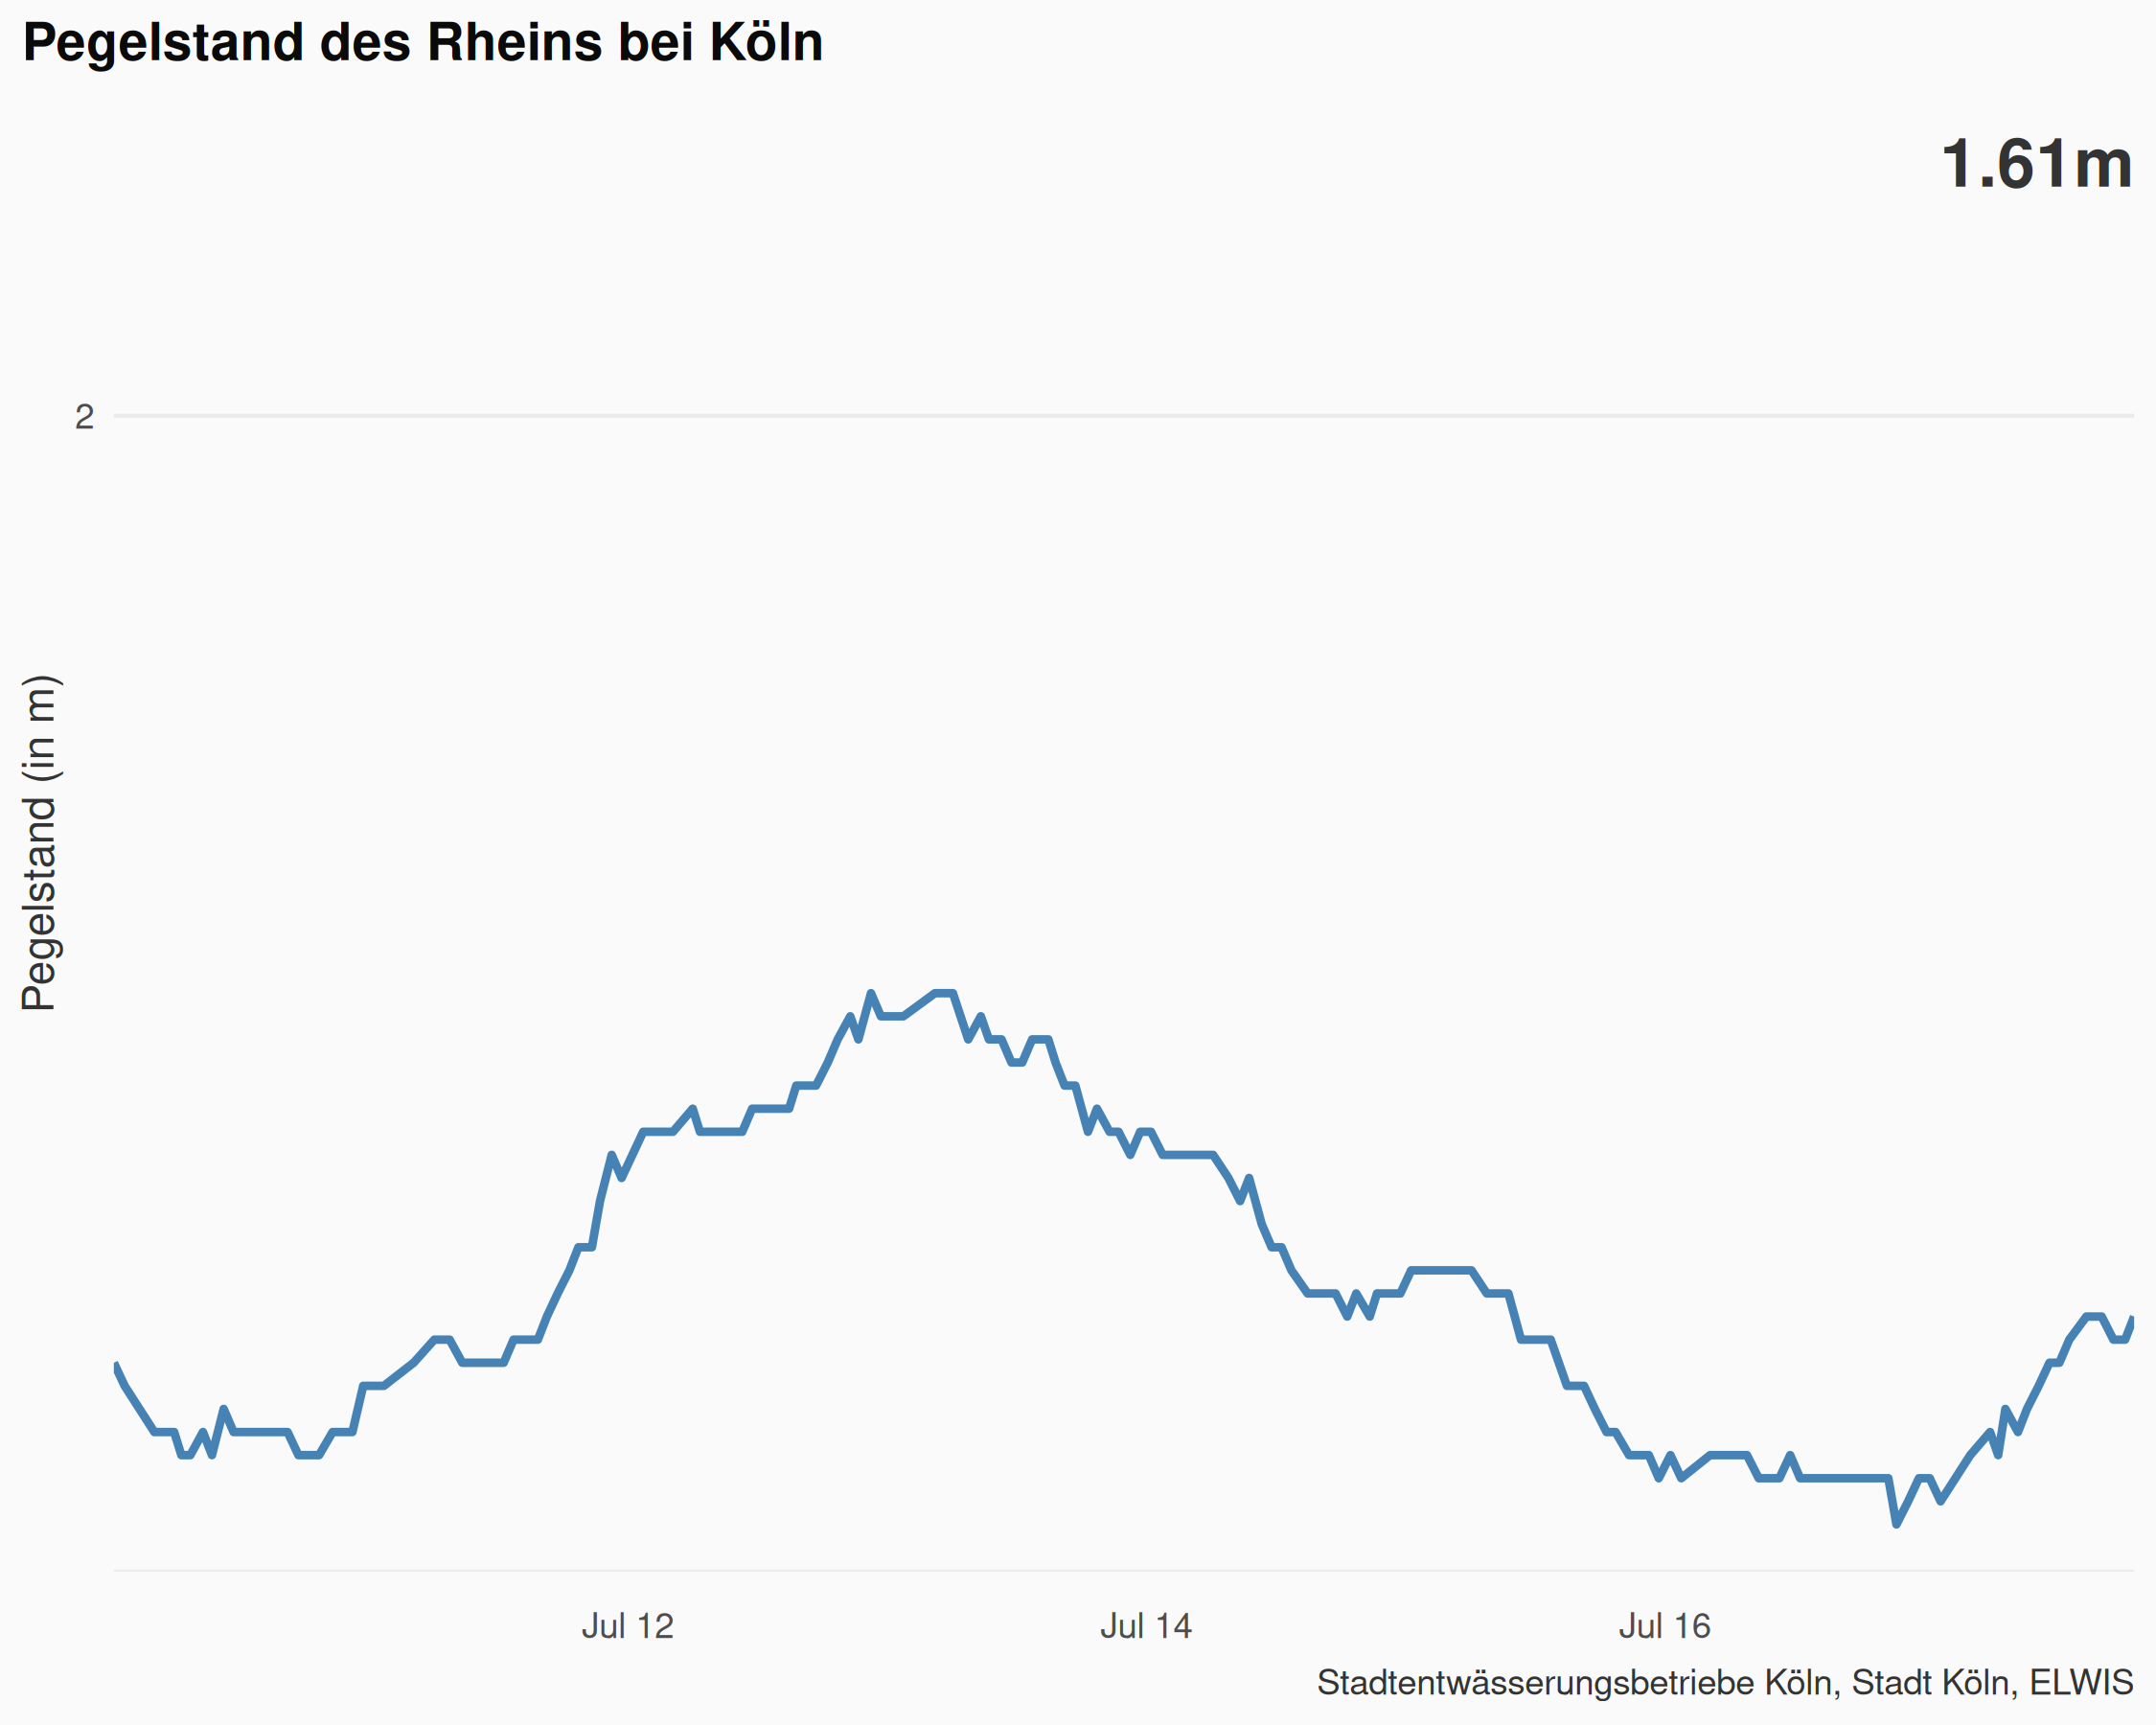 Pegelstand des Rheins bei Köln
1.61m
2
Pegelstand (in m)
Jul 12
Jul 14
Jul 16
Stadtentwässerungsbetriebe Köln, Stadt Köln, ELWIS